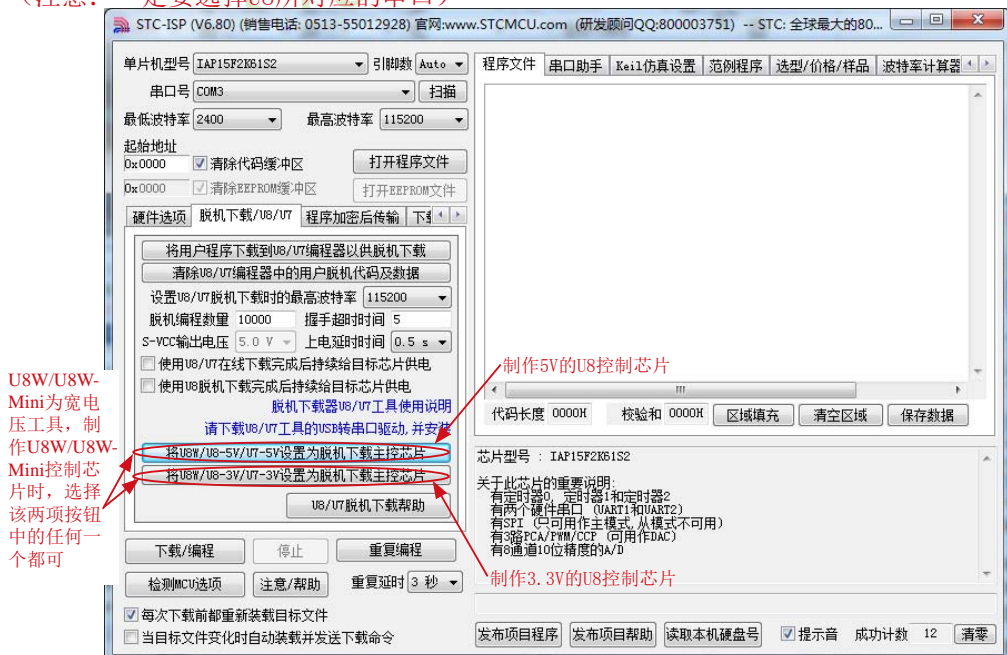 (注意: 一定要选择U8所对应的串口)
STC-ISP (V6.80) (销售电话: 0513-55012928) 官网:www.STCMCU.com (研发顾问QQ:800003751) -- STC: 全球最大的80...
单片机型号 IAP15F2K61S2 引脚数 Auto
串口号 COM3 扫描
最低波特率 2400 最高波特率 115200
起始地址
0x0000 清除代码缓冲区 打开程序文件
0x0000 清除EEPROM缓冲区 打开EEPROM文件
硬件选项 脱机下载/U8/U7 程序加密后传输
将用户程序下载到U8/U7编程器以供脱机下载
清除U8/U7编程器中的用户脱机代码及数据
设置U8/U7脱机下载时的最高波特率 115200
脱机编程数量 10000 握手超时时间 5
S-VCC输出电压 5.0 V 上电延时时间 0.5 s
使用U8/U7在线下载完成后持续给目标芯片供电
使用U8脱机下载完成后持续给目标芯片供电
脱机下载器U8/U7工具使用说明
请下载U8/U7工具的USB转串口驱动,并安装
将U8W/U8-5V/U7-5V设置为脱机下载主控芯片
将U8W/U8-3V/U7-3V设置为脱机下载主控芯片
U8/U7脱机下载帮助
下载/编程 停止 重复编程
检测MCU选项 注意/帮助 重复延时 3 秒
每次下载前都重新装载目标文件
当目标文件变化时自动装载并发送下载命令
U8W/U8W-
Mini为宽电
压工具，制
作U8W/U8W-
Mini控制芯
片时，选择
该两项按钮
中的任何一
个都可
程序文件 串口助手 Keil仿真设置 范例程序 选型/价格/样品 波特率计算器
制作5V的U8控制芯片
代码长度 0000H 校验和 0000H 区域填充 清空区域 保存数据
芯片型号 : IAP15F2K61S2
关于此芯片的重要说明:
有定时器0, 定时器1和定时器2
有两个硬件串口 (UART1和UART2)
有SPI (只可用作主模式,从模式不可用)
有3路PCA/PWM/CCP (可用作DAC)
有8通道10位精度的A/D
制作3.3V的U8控制芯片
发布项目程序 发布项目帮助 读取本机硬盘号 提示音 成功计数 12 清零